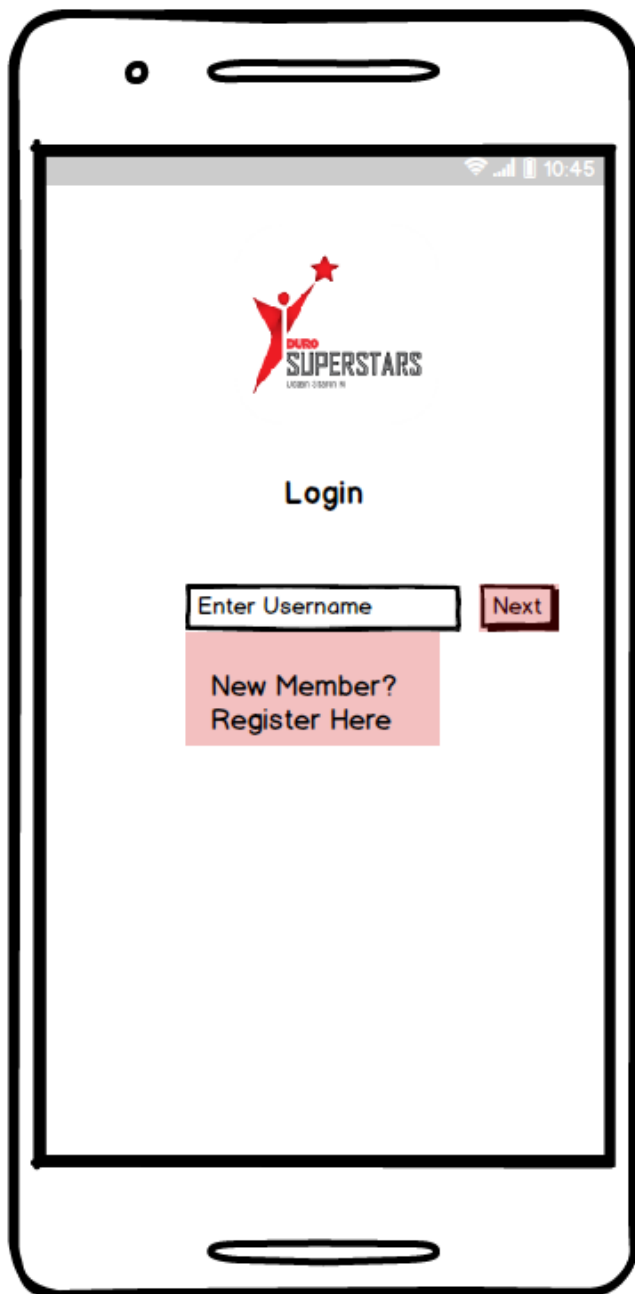 10:45
DURO
SUPERSTARS
Login
Enter Username
Next
New Member?
Register Here